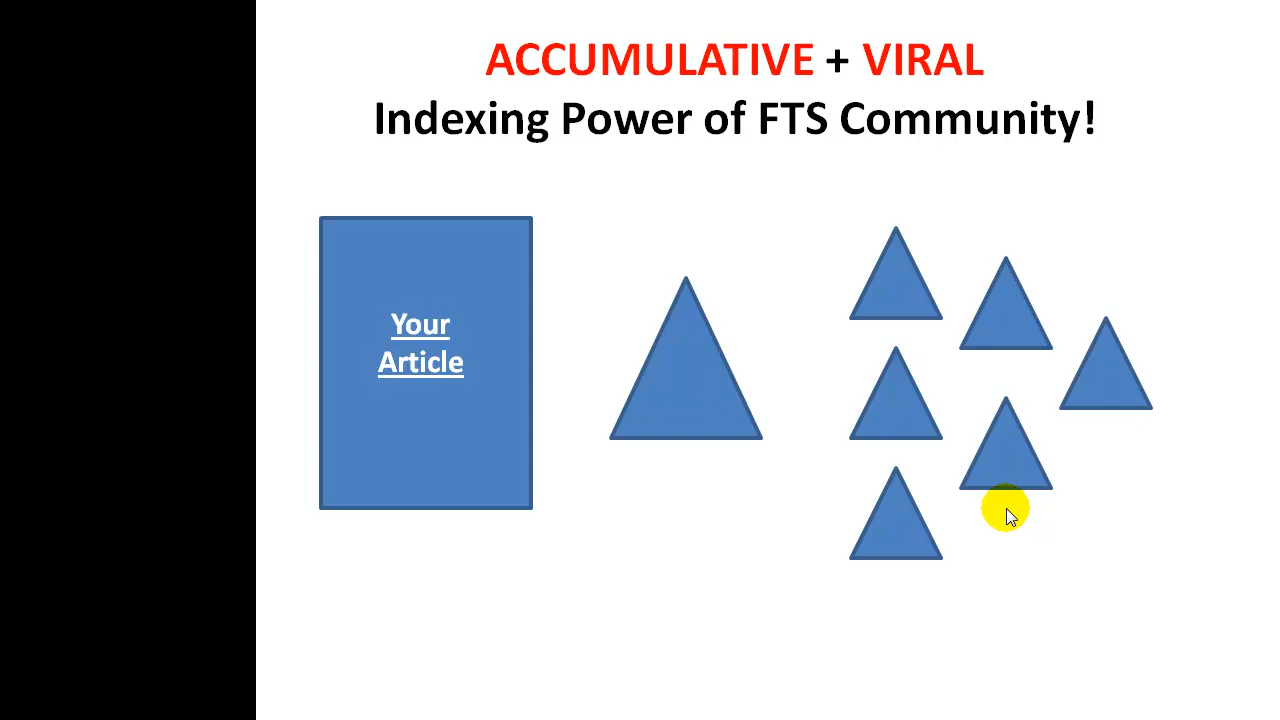 ACCUMULATIVE + VIRAL
Indexing Power of FTS Community!
Your
Article